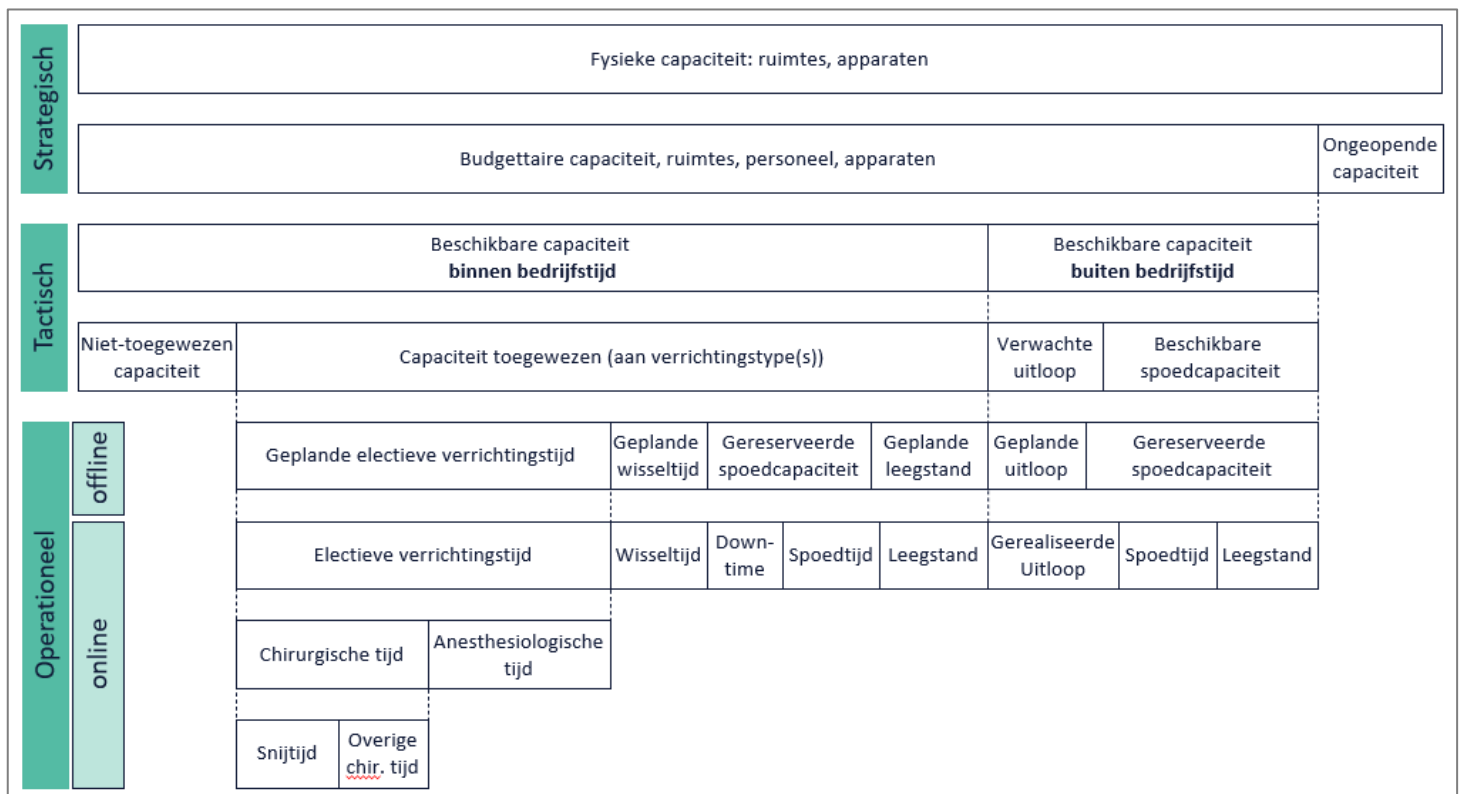 Strategisch
Fysieke capaciteit: ruimtes, apparaten
Budgettaire capaciteit, ruimtes, personeel, apparaten
Ongeopende
capaciteit
Tactisch
Beschikbare capaciteit
binnen bedrijfstijd
Beschikbare capaciteit
buiten bedrijfstijd
Niet-toegewezen
capaciteit
Capaciteit toegewezen (aan verrichtingstype(s))
Verwachte
uitloop
Beschikbare
spoedcapaciteit
Operationeel
offline
Geplande electieve verrichtingstijd
Geplande
wisseltijd
Gereserveerde
spoedcapaciteit
Geplande
leegstand
Geplande
uitloop
Gereserveerde
spoedcapaciteit
online
Electieve verrichtingstijd
Wisseltijd
Down-
time
Spoedtijd
Leegstand
Gerealiseerde
Uitloop
Spoedtijd
Leegstand
Chirurgische tijd
Anesthesiologische
tijd
Snijtijd
Overige
chir. tijd